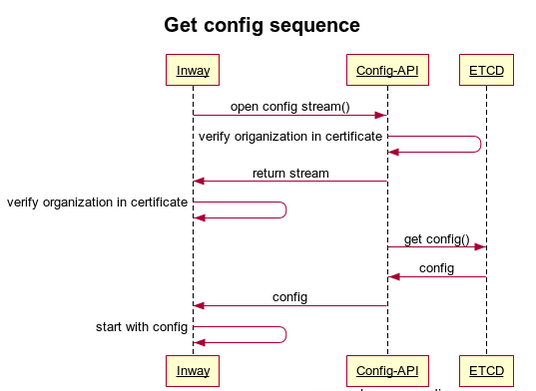 Get config sequence
Inway
Config-API
ETCD
open config stream()
verify origanization in certificate
return stream
verify organization in certificate
get config()
config
config
start with config
Inway
Config-API
ETCD